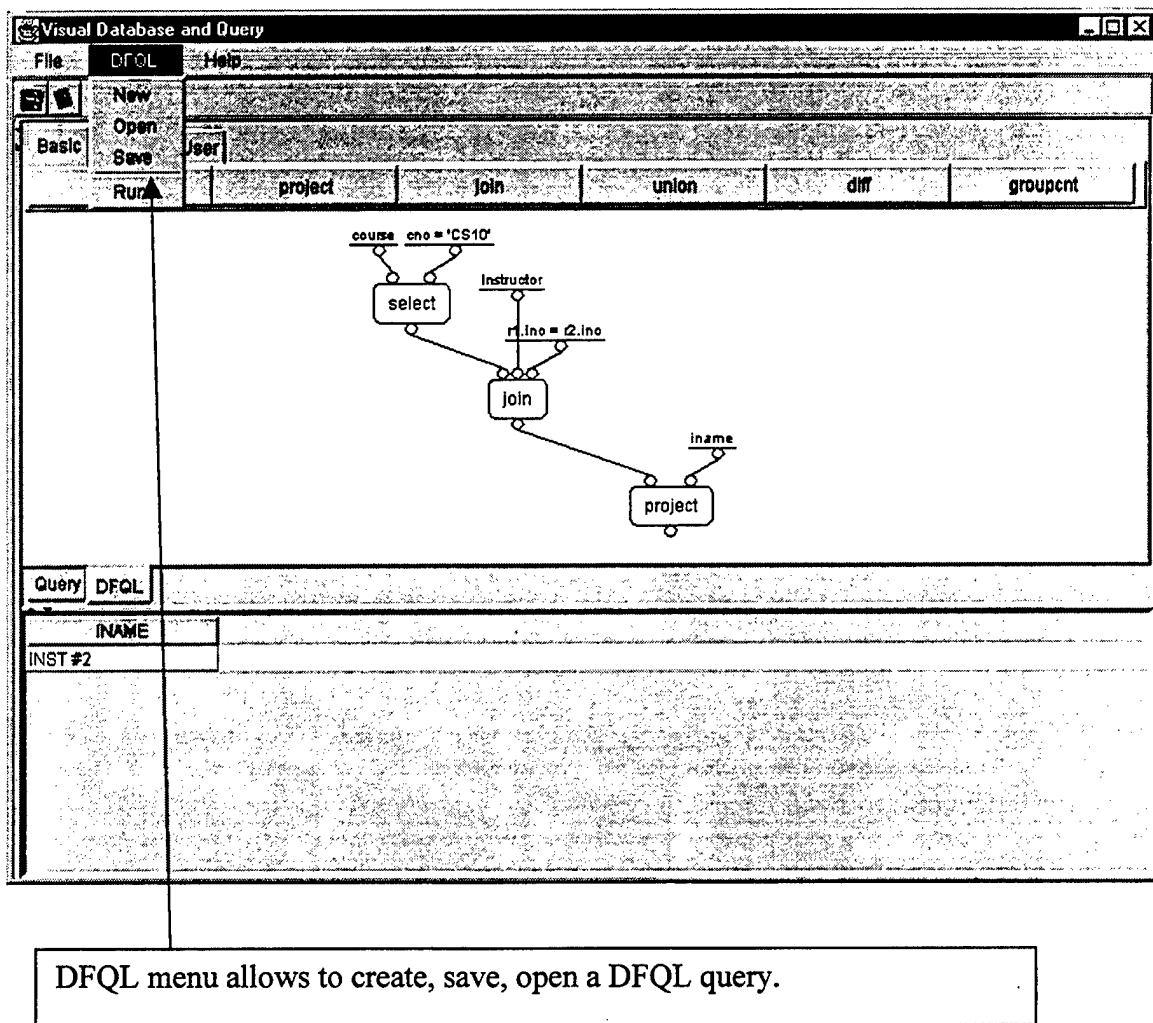 Visual Database and Query
File DFQL Help
New
Open
Save
Run
Basic User
project join union diff groupcnt
course cno = 'CS10'
Instructor
select
r1.ino = r2.ino
join
iname
project
Query DFQL
INAME
INST #2
DFQL menu allows to create, save, open a DFQL query.